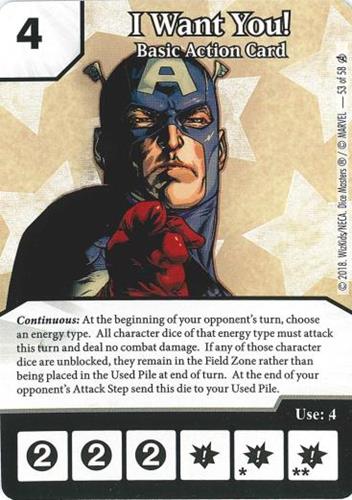 4
I Want You!
Basic Action Card
A
© 2018. WizKids/NECA. Dice Masters ® / © MARVEL — 53 of 58
Continuous: At the beginning of your opponent's turn, choose
an energy type.  All character dice of that energy type must attack
this turn and deal no combat damage.  If any of those character
dice are unblocked, they remain in the Field Zone rather than
being placed in the Used Pile at end of turn.  At the end of your
opponent's Attack Step send this die to your Used Pile.
Use: 4
2 2 2 ! ! !
* **